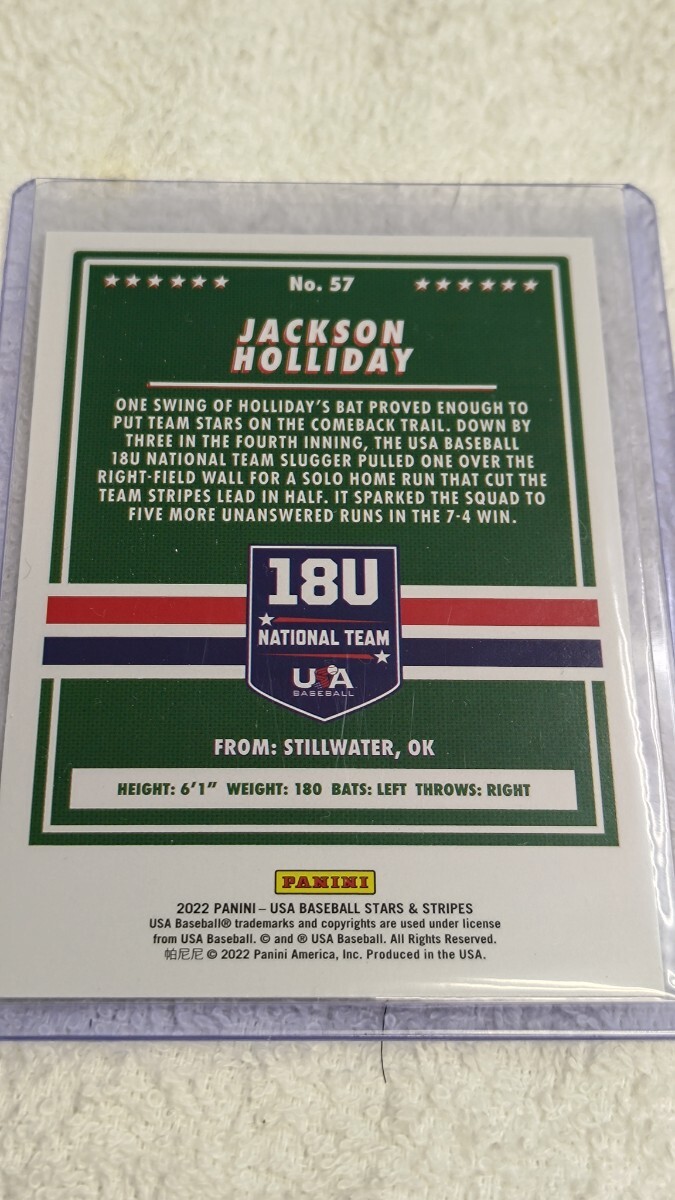 ★★★★★★ No. 57 ★★★★★★
JACKSON
HOLLIDAY
ONE SWING OF HOLLIDAY'S BAT PROVED ENOUGH TO
PUT TEAM STARS ON THE COMEBACK TRAIL. DOWN BY
THREE IN THE FOURTH INNING, THE USA BASEBALL
18U NATIONAL TEAM SLUGGER PULLED ONE OVER THE
RIGHT-FIELD WALL FOR A SOLO HOME RUN THAT CUT THE
TEAM STRIPES LEAD IN HALF. IT SPARKED THE SQUAD TO
FIVE MORE UNANSWERED RUNS IN THE 7-4 WIN.
18U
NATIONAL TEAM
USA
BASEBALL
FROM: STILLWATER, OK
HEIGHT: 6'1" WEIGHT: 180 BATS: LEFT THROWS: RIGHT
PANINI
2022 PANINI – USA BASEBALL STARS & STRIPES
USA Baseball® trademarks and copyrights are used under license
from USA Baseball. © and ® USA Baseball. All Rights Reserved.
帕尼尼 © 2022 Panini America, Inc. Produced in the USA.